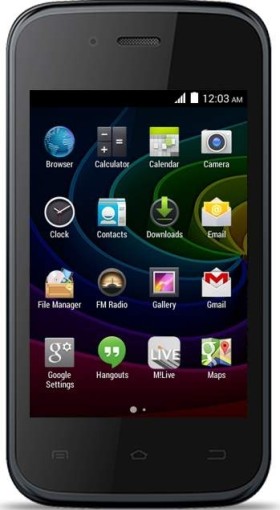 12:03 AM
Browser Calculator Calendar Camera
Clock Contacts Downloads Email
File Manager FM Radio Gallery Gmail
LIVE
Google
Settings Hangouts M!Live Maps